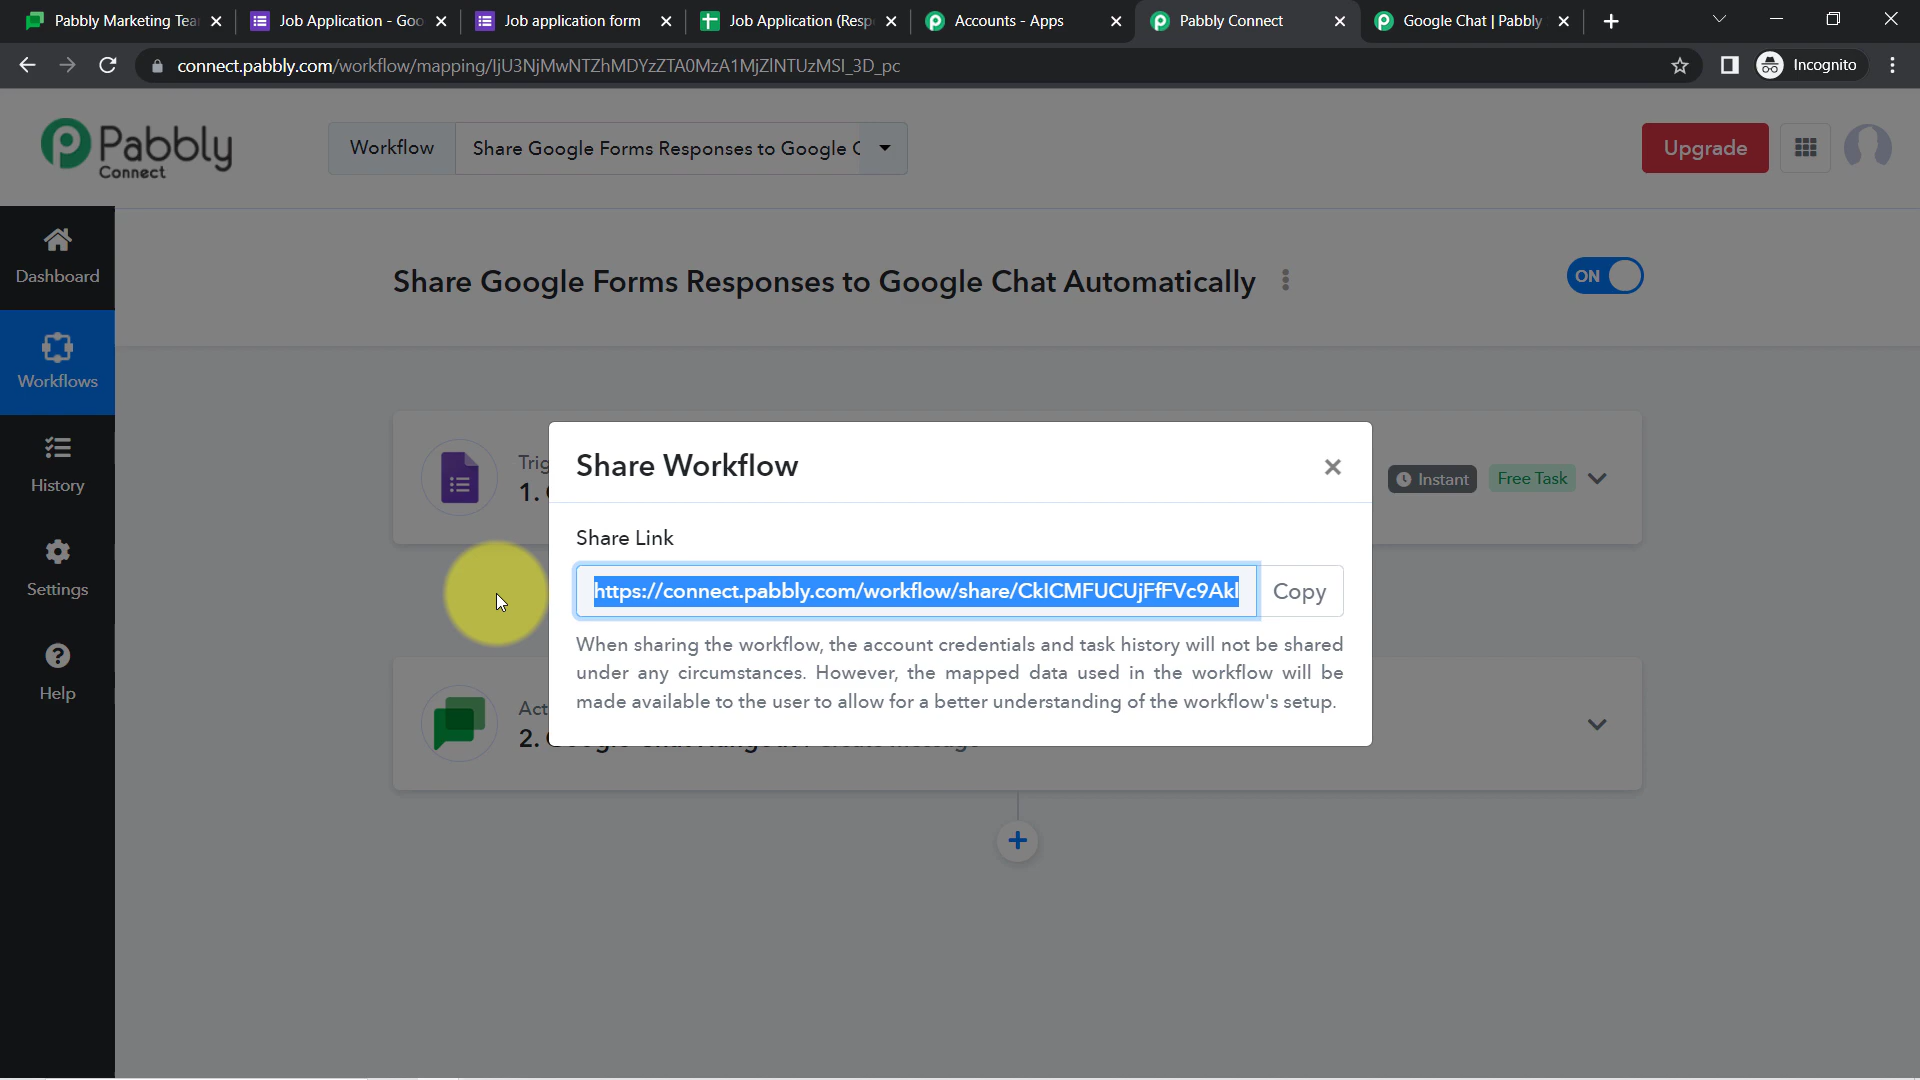 Pabbly Marketing Tea
Job Application - Goo
Job application form
Job Application (Resp
Accounts - Apps
Pabbly Connect
Google Chat | Pabbly
connect.pabbly.com/workflow/mapping/IjU3NjMwNTZhMDYzZTA0MzA1MjZlNTUzMSI_3D_pc
Incognito
Pabbly
Connect
Workflow
Share Google Forms Responses to Google C
Upgrade
Dashboard
Share Google Forms Responses to Google Chat Automatically
ON
Workflows
Share Workflow
Trig
1.
Instant
Free Task
History
Share Link
https://connect.pabbly.com/workflow/share/CkICMFUCUjFfFVc9Akl
Copy
Settings
When sharing the workflow, the account credentials and task history will not be shared
under any circumstances. However, the mapped data used in the workflow will be
made available to the user to allow for a better understanding of the workflow's setup.
Help
Act
2.